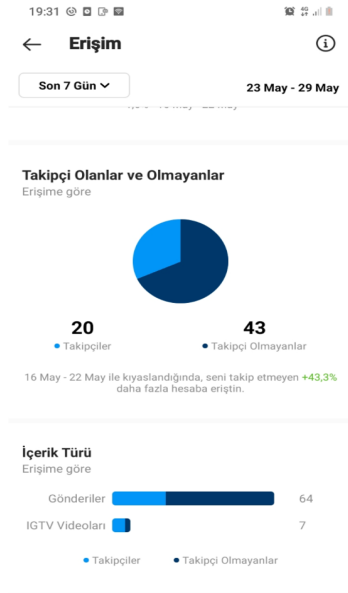 19:31
4G
Erişim
Son 7 Gün
23 May - 29 May
Takipçi Olanlar ve Olmayanlar
Erişime göre
20
43
Takipçiler
Takipçi Olmayanlar
16 May - 22 May ile kıyaslandığında, seni takip etmeyen +43,3%
daha fazla hesaba eriştin.
İçerik Türü
Erişime göre
Gönderiler
64
IGTV Videoları
7
Takipçiler
Takipçi Olmayanlar